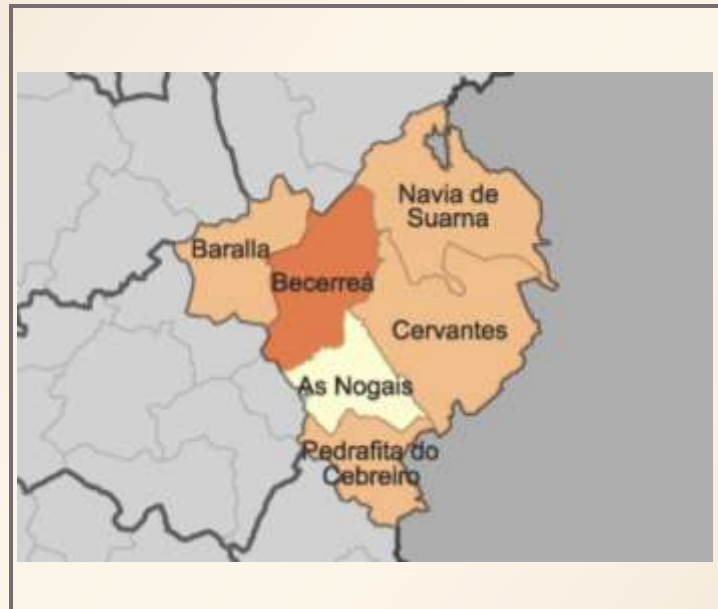 Navia de
Suarna
Baralla
Becerreá
Cervantes
As Nogais
Pedrafita do
Cebreiro